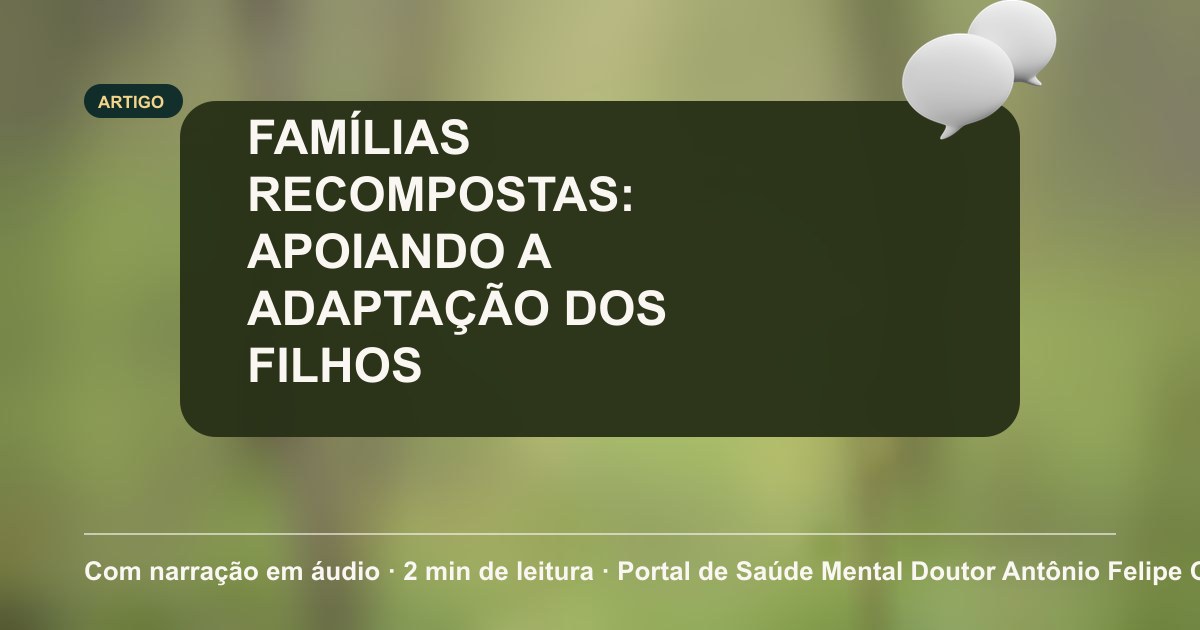 ARTIGO
FAMÍLIAS
RECOMPOSTAS:
APOIANDO A
ADAPTAÇÃO DOS
FILHOS
Com narração em áudio · 2 min de leitura · Portal de Saúde Mental Doutor Antônio Felipe